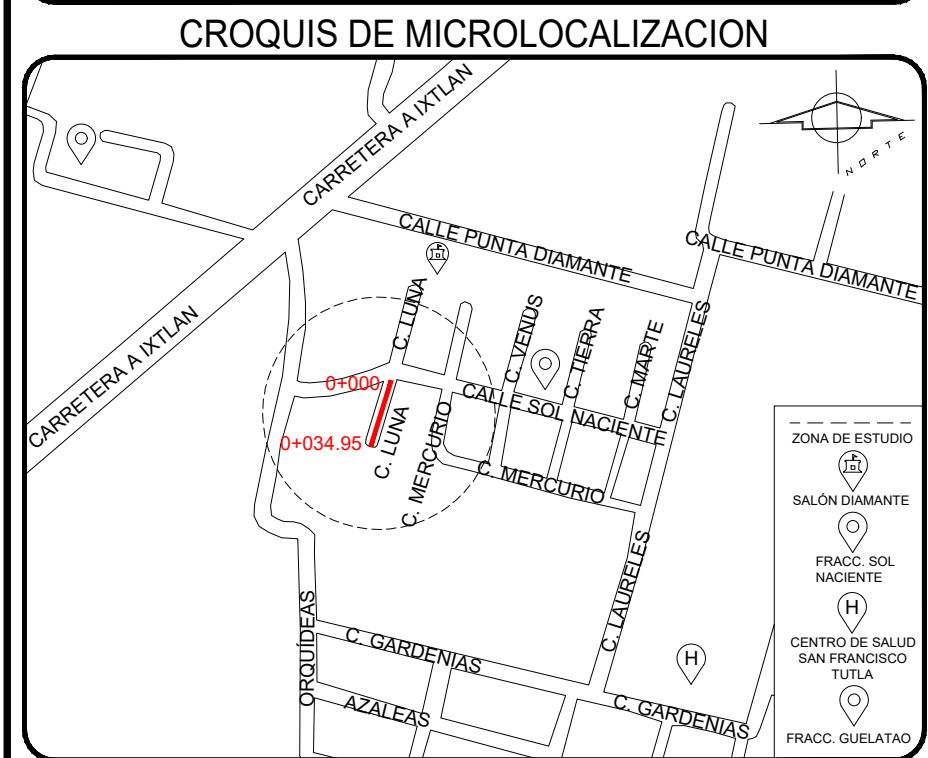 CROQUIS DE MICROLOCALIZACION
CARRETERA A IXTLAN
NORTE
CALLE PUNTA DIAMANTE
CALLE PUNTA DIAMANTE
C. LUNA
C. VENDS
C. TIERRA
C. MARTE
C. LAURELES
CARRETERA A IXTLAN
0+000
CALLE SOL NACIENTE
0+034.95
C. LUNA
C. MERCURIO
C. MERCURIO
C. LAURELES
ORQUÍDEAS
C. GARDENIAS
AZALEAS
H
C. GARDENIAS
ZONA DE ESTUDIO
SALÓN DIAMANTE
FRACC. SOL
NACIENTE
H
CENTRO DE SALUD
SAN FRANCISCO
TUTLA
FRACC. GUELATAO